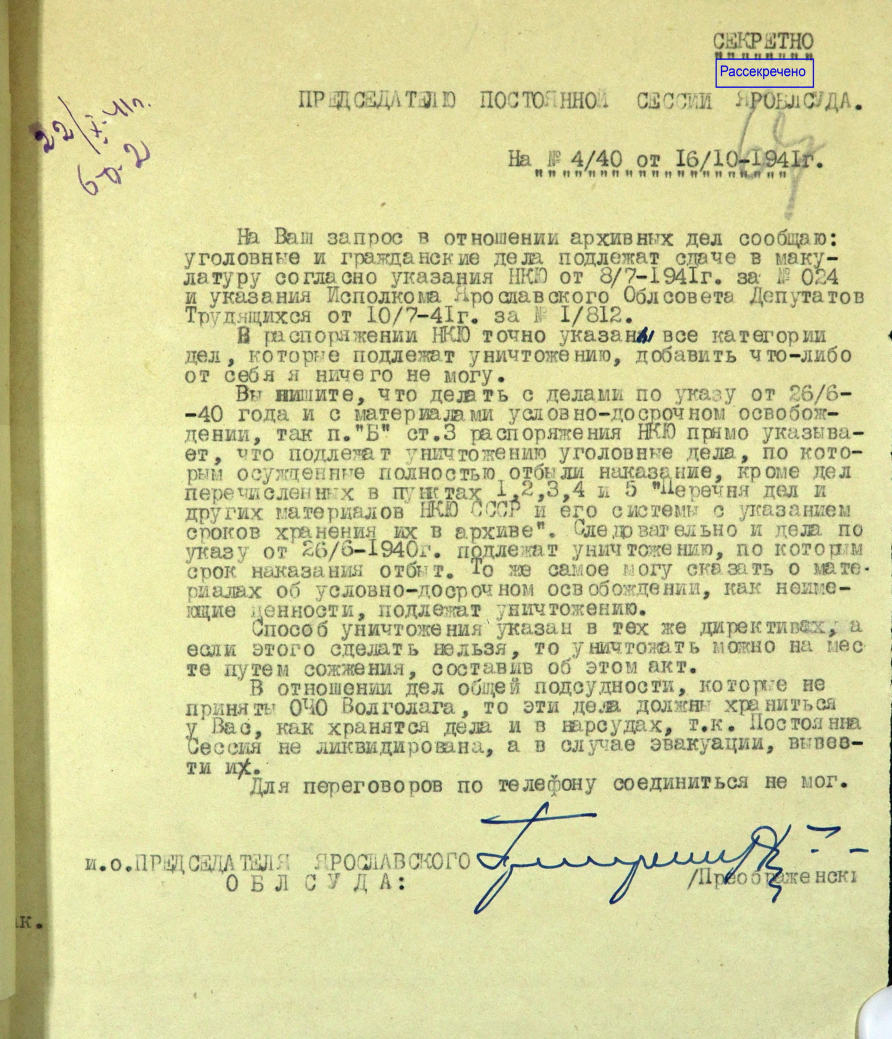 СЕКРЕТНО
Рассекречено
ПРЕДСЕДАТЕЛЮ ПОСТОЯННОЙ СЕССИИ ЯРОБЛСУДА.
22/X-41г.
На № 4/40 от 16/10-1941г.
На Ваш запрос в отношении архивных дел сообщаю:
уголовные и гражданские дела подлежат сдаче в маку-
латуру согласно указания НКЮ от 8/7-1941г. за № 024
и указания Исполкома Ярославского Облсовета Депутатов
Трудящихся от 10/7-41г. за № 1/812.
В распоряжении НКЮ точно указаны все категории
дел, которые подлежат уничтожению, добавить что-либо
от себя я ничего не могу.
Вы пишите, что делать с делами по указу от 26/6-
-40 года и с материалами условно-досрочном освобож-
дении, так п."Б" ст.3 распоряжения НКЮ прямо указыва-
ет, что подлежат уничтожению уголовные дела, по кото-
рым осужденные полностью отбыли наказание, кроме дел
перечисленных в пунктах 1,2,3,4 и 5 "Перечня дел и
других материалов НКЮ СССР и его системы с указанием
сроков хранения их в архиве". Следовательно и дела по
указу от 26/6-1940г. подлежат уничтожению, по которым
срок наказания отбыт. То же самое могу сказать о мате-
риалах об условно-досрочном освобождении, как неиме-
ющие ценности, подлежат уничтожению.
Способ уничтожения указан в тех же директивах, а
если этого сделать нельзя, то уничтожать можно на мес
те путем сожжения, составив об этом акт.
В отношении дел общей подсудности, которые не
приняты ОЧО Волголага, то эти дела должны храниться
у Вас, как хранятся дела и в нарсудах, т.к. Постоянна
Сессия не ликвидирована, а в случае эвакуации, вывез-
ти их.
Для переговоров по телефону соединиться не мог.
и.о.ПРЕДСЕДАТЕЛЯ ЯРОСЛАВСКОГО
ОБЛСУДА:
/Преображенски
ак.